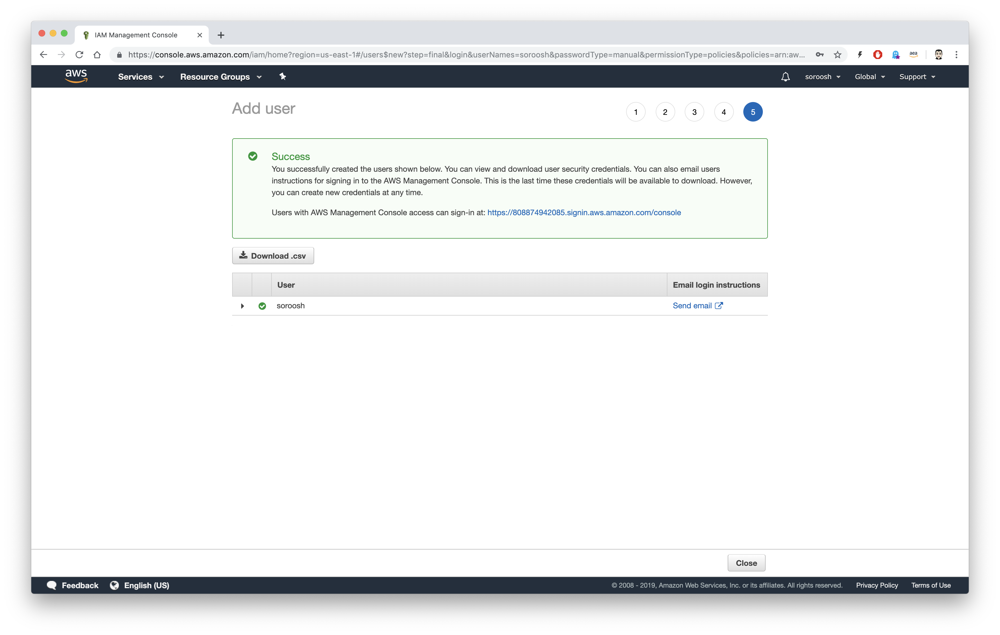 IAM Management Console
https://console.aws.amazon.com/iam/home?region=us-east-1#/users$new?step=final&login&userNames=soroosh&passwordType=manual&permissionType=policies&policies=arn:aw...
aea
aws Services Resource Groups soroosh Global Support
Add user 1 2 3 4 5
Success
You successfully created the users shown below. You can view and download user security credentials. You can also email users
instructions for signing in to the AWS Management Console. This is the last time these credentials will be available to download. However,
you can create new credentials at any time.
Users with AWS Management Console access can sign-in at: https://808874942085.signin.aws.amazon.com/console
Download .csv
User Email login instructions
soroosh Send email
Close
Feedback English (US) © 2008 - 2019, Amazon Web Services, Inc. or its affiliates. All rights reserved. Privacy Policy Terms of Use